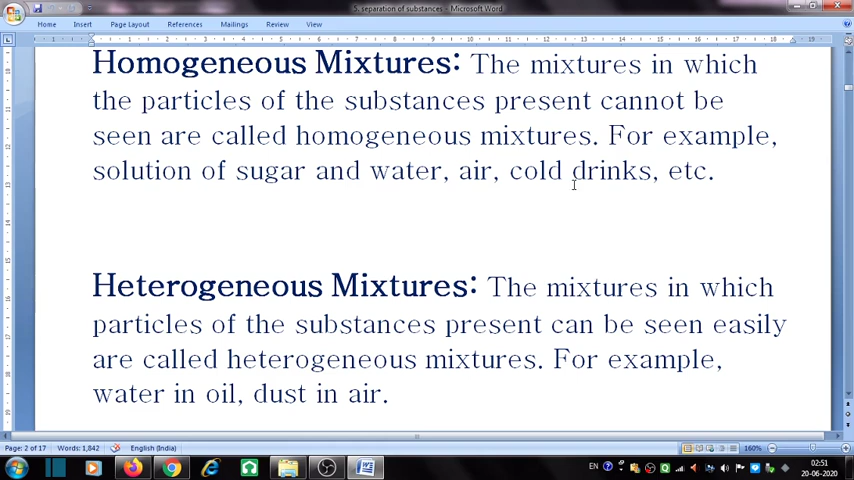 5. separation of substances - Microsoft Word
Home Insert Page Layout References Mailings Review View
Homogeneous Mixtures: The mixtures in which
the particles of the substances present cannot be
seen are called homogeneous mixtures. For example,
solution of sugar and water, air, cold drinks, etc.
Heterogeneous Mixtures: The mixtures in which
particles of the substances present can be seen easily
are called heterogeneous mixtures. For example,
water in oil, dust in air.
Page: 2 of 17 Words: 1,842 English (India) 160%
EN 02:51
20-06-2020